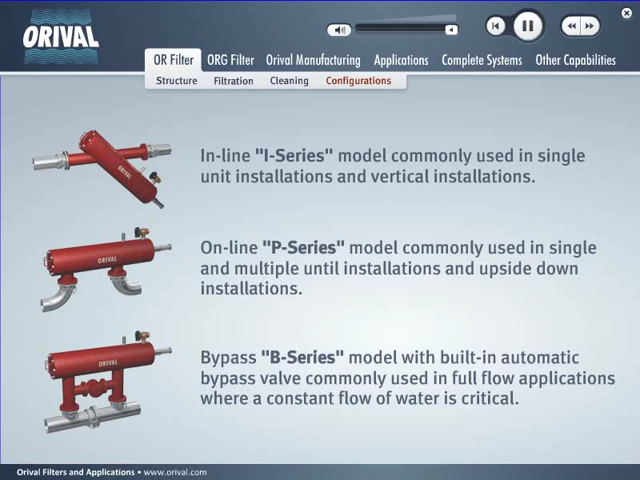 ORIVAL
OR Filter ORG Filter Orival Manufacturing Applications Complete Systems Other Capabilities
Structure Filtration Cleaning Configurations
ORIVAL
In-line "I-Series" model commonly used in single
unit installations and vertical installations.
ORIVAL
On-line "P-Series" model commonly used in single
and multiple until installations and upside down
installations.
ORIVAL
Bypass "B-Series" model with built-in automatic
bypass valve commonly used in full flow applications
where a constant flow of water is critical.
Orival Filters and Applications • www.orival.com